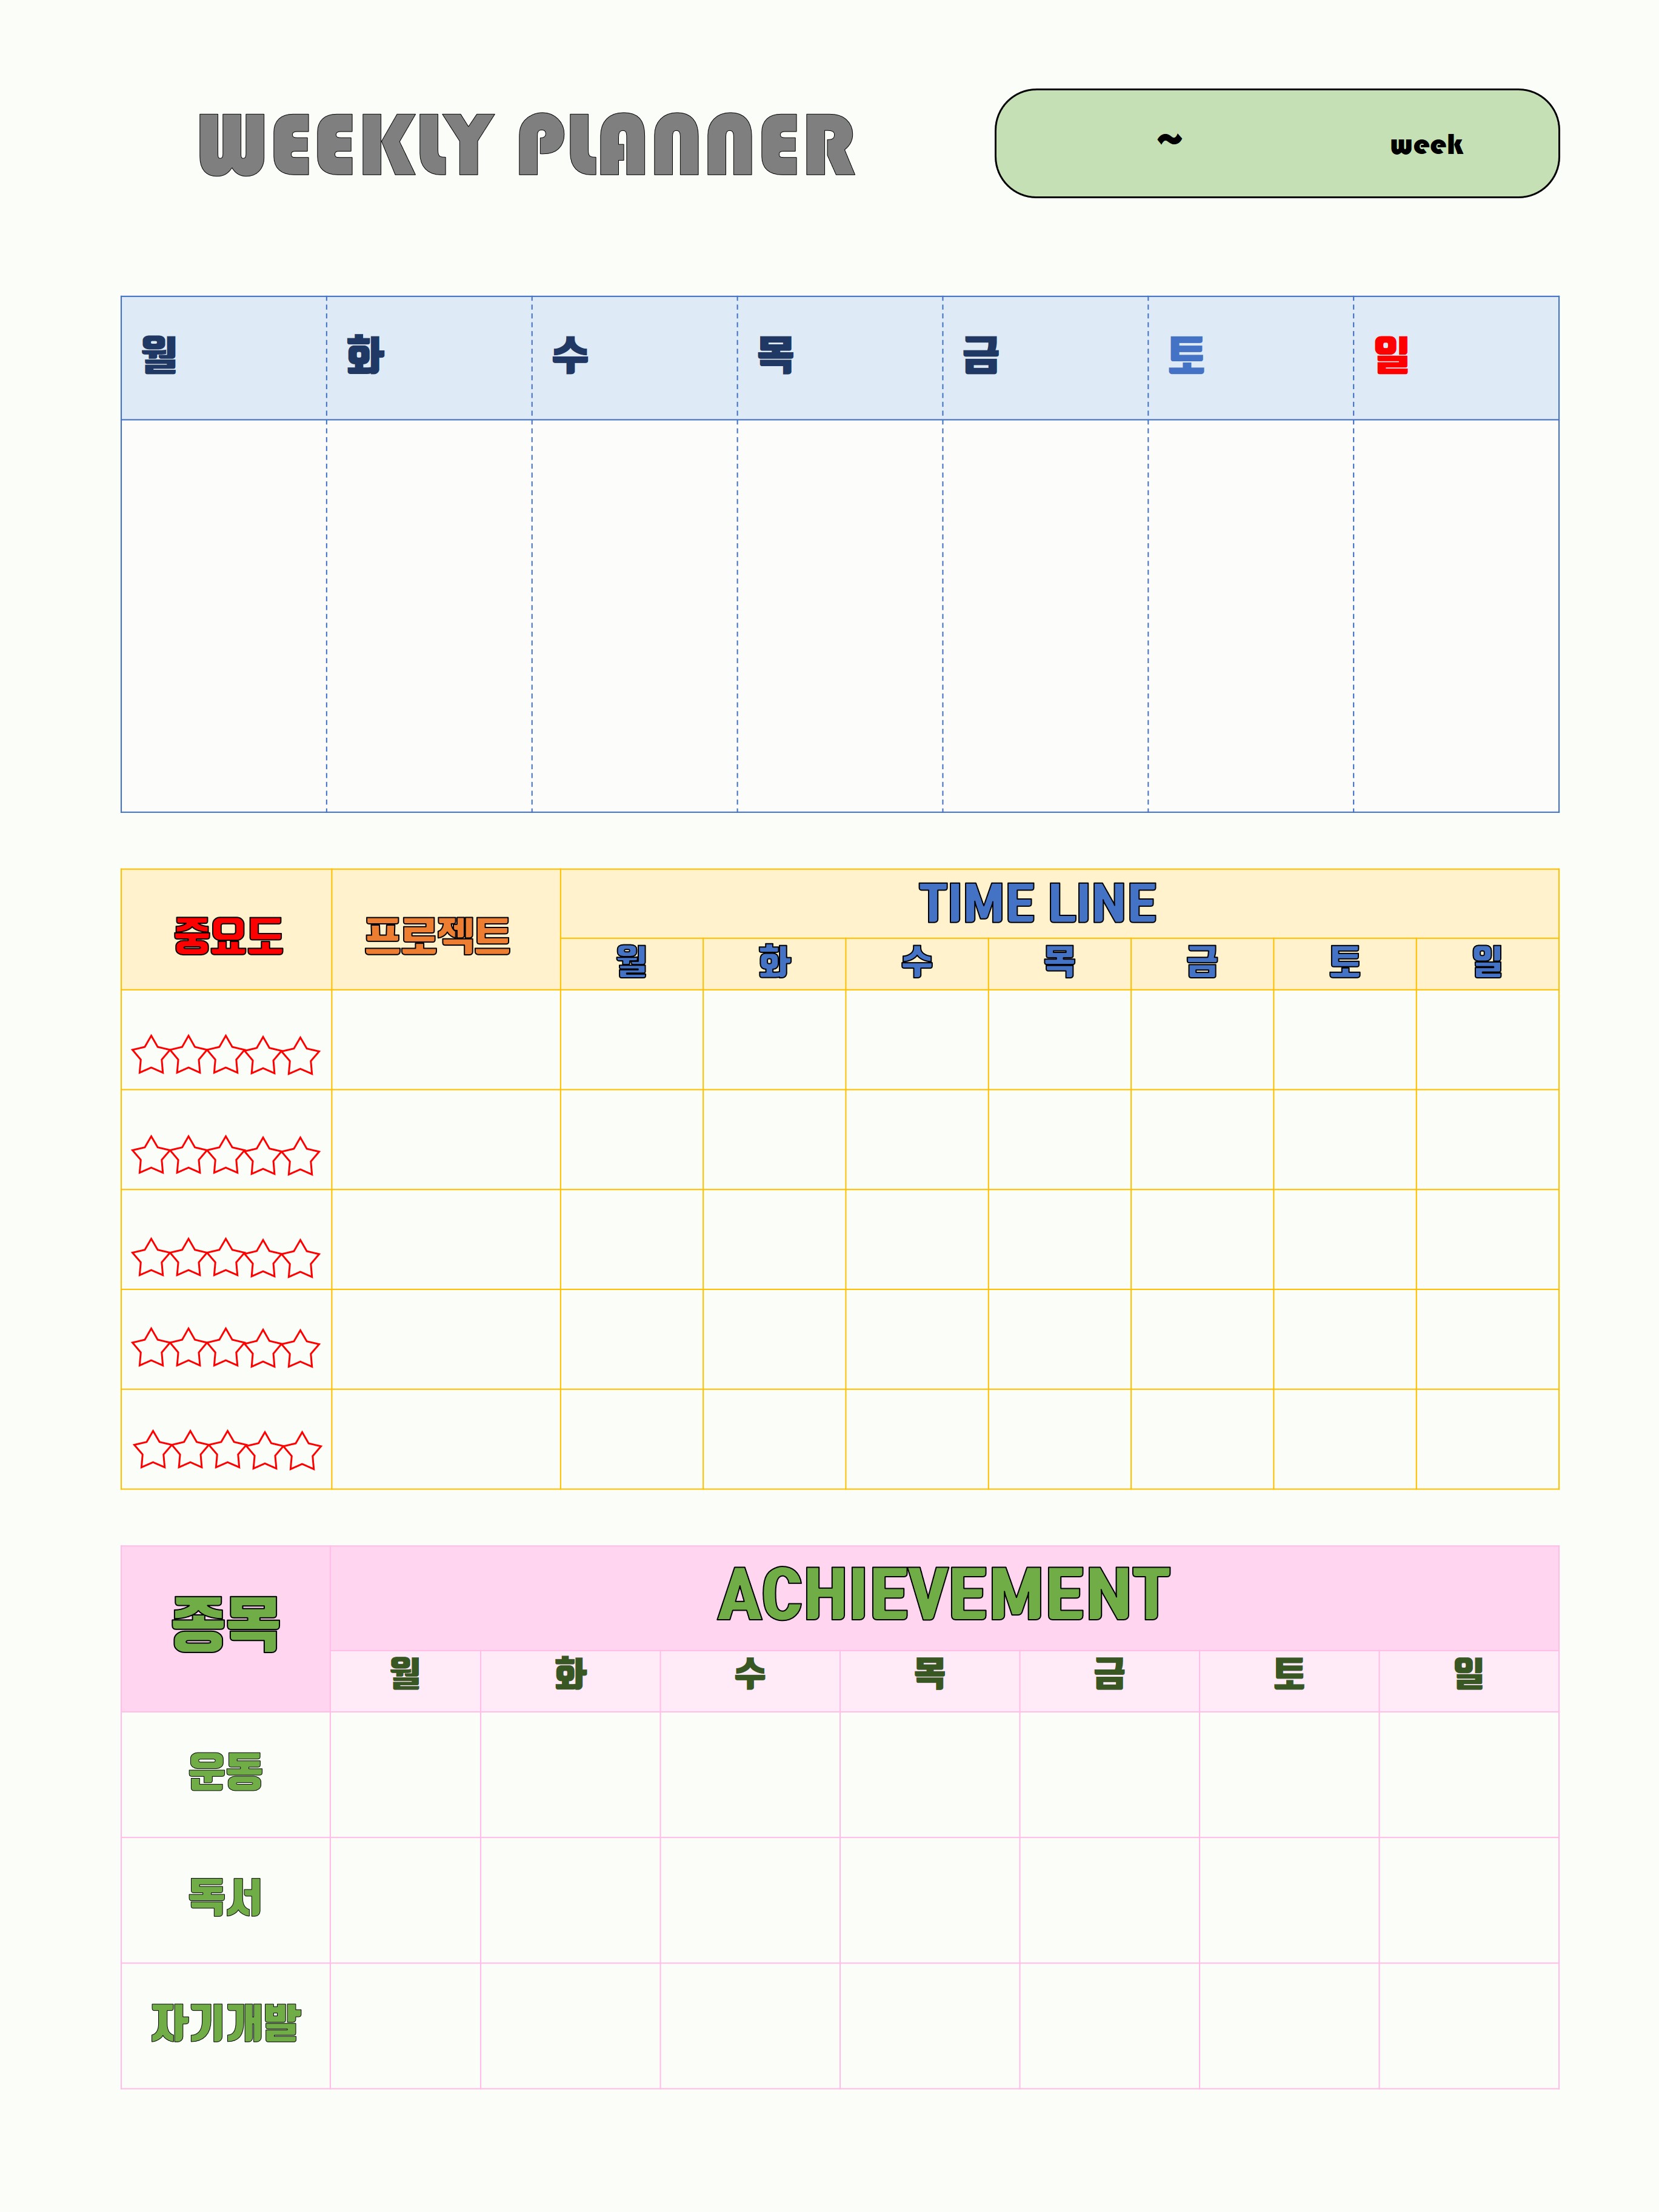 WEEKLY PLANNER
~ week
월 화 수 목 금 토 일
중요도 프로젝트 TIME LINE
월 화 수 목 금 토 일
종목 ACHIEVEMENT
월 화 수 목 금 토 일
운동
독서
자기개발